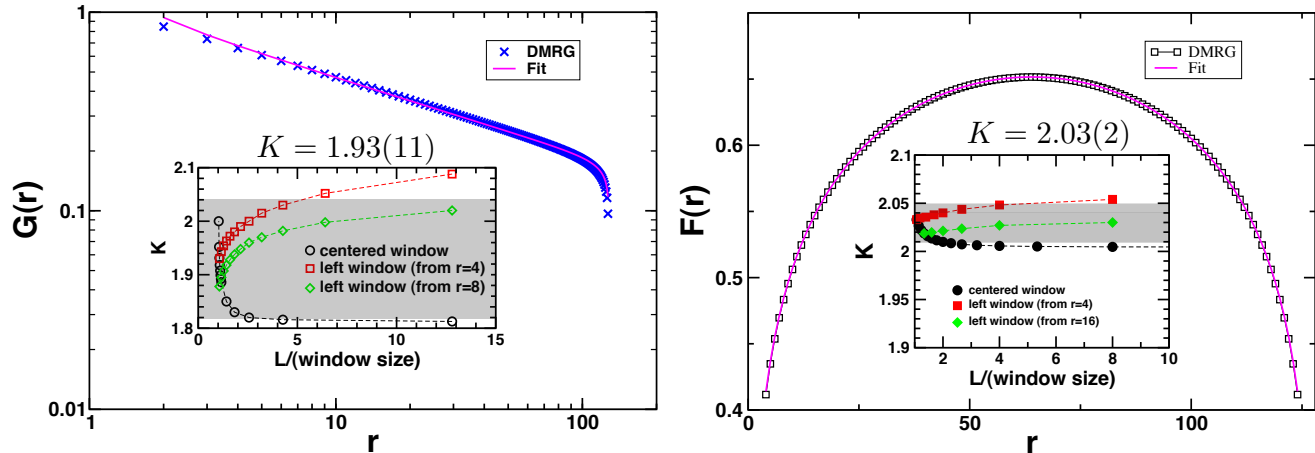 1
DMRG
Fit
G(r)
K = 1.93(11)
2.1
2
K
1.9
1.8
centered window
left window (from r=4)
left window (from r=8)
0 5 10 15
L/(window size)
0.1
0.01
1 10 100
r
DMRG
Fit
F(r)
0.6
K = 2.03(2)
2.1
2.05
K
2
1.95
1.9
centered window
left window (from r=4)
left window (from r=16)
2 4 6 8 10
L/(window size)
0.5
0.4
0 50 100
r